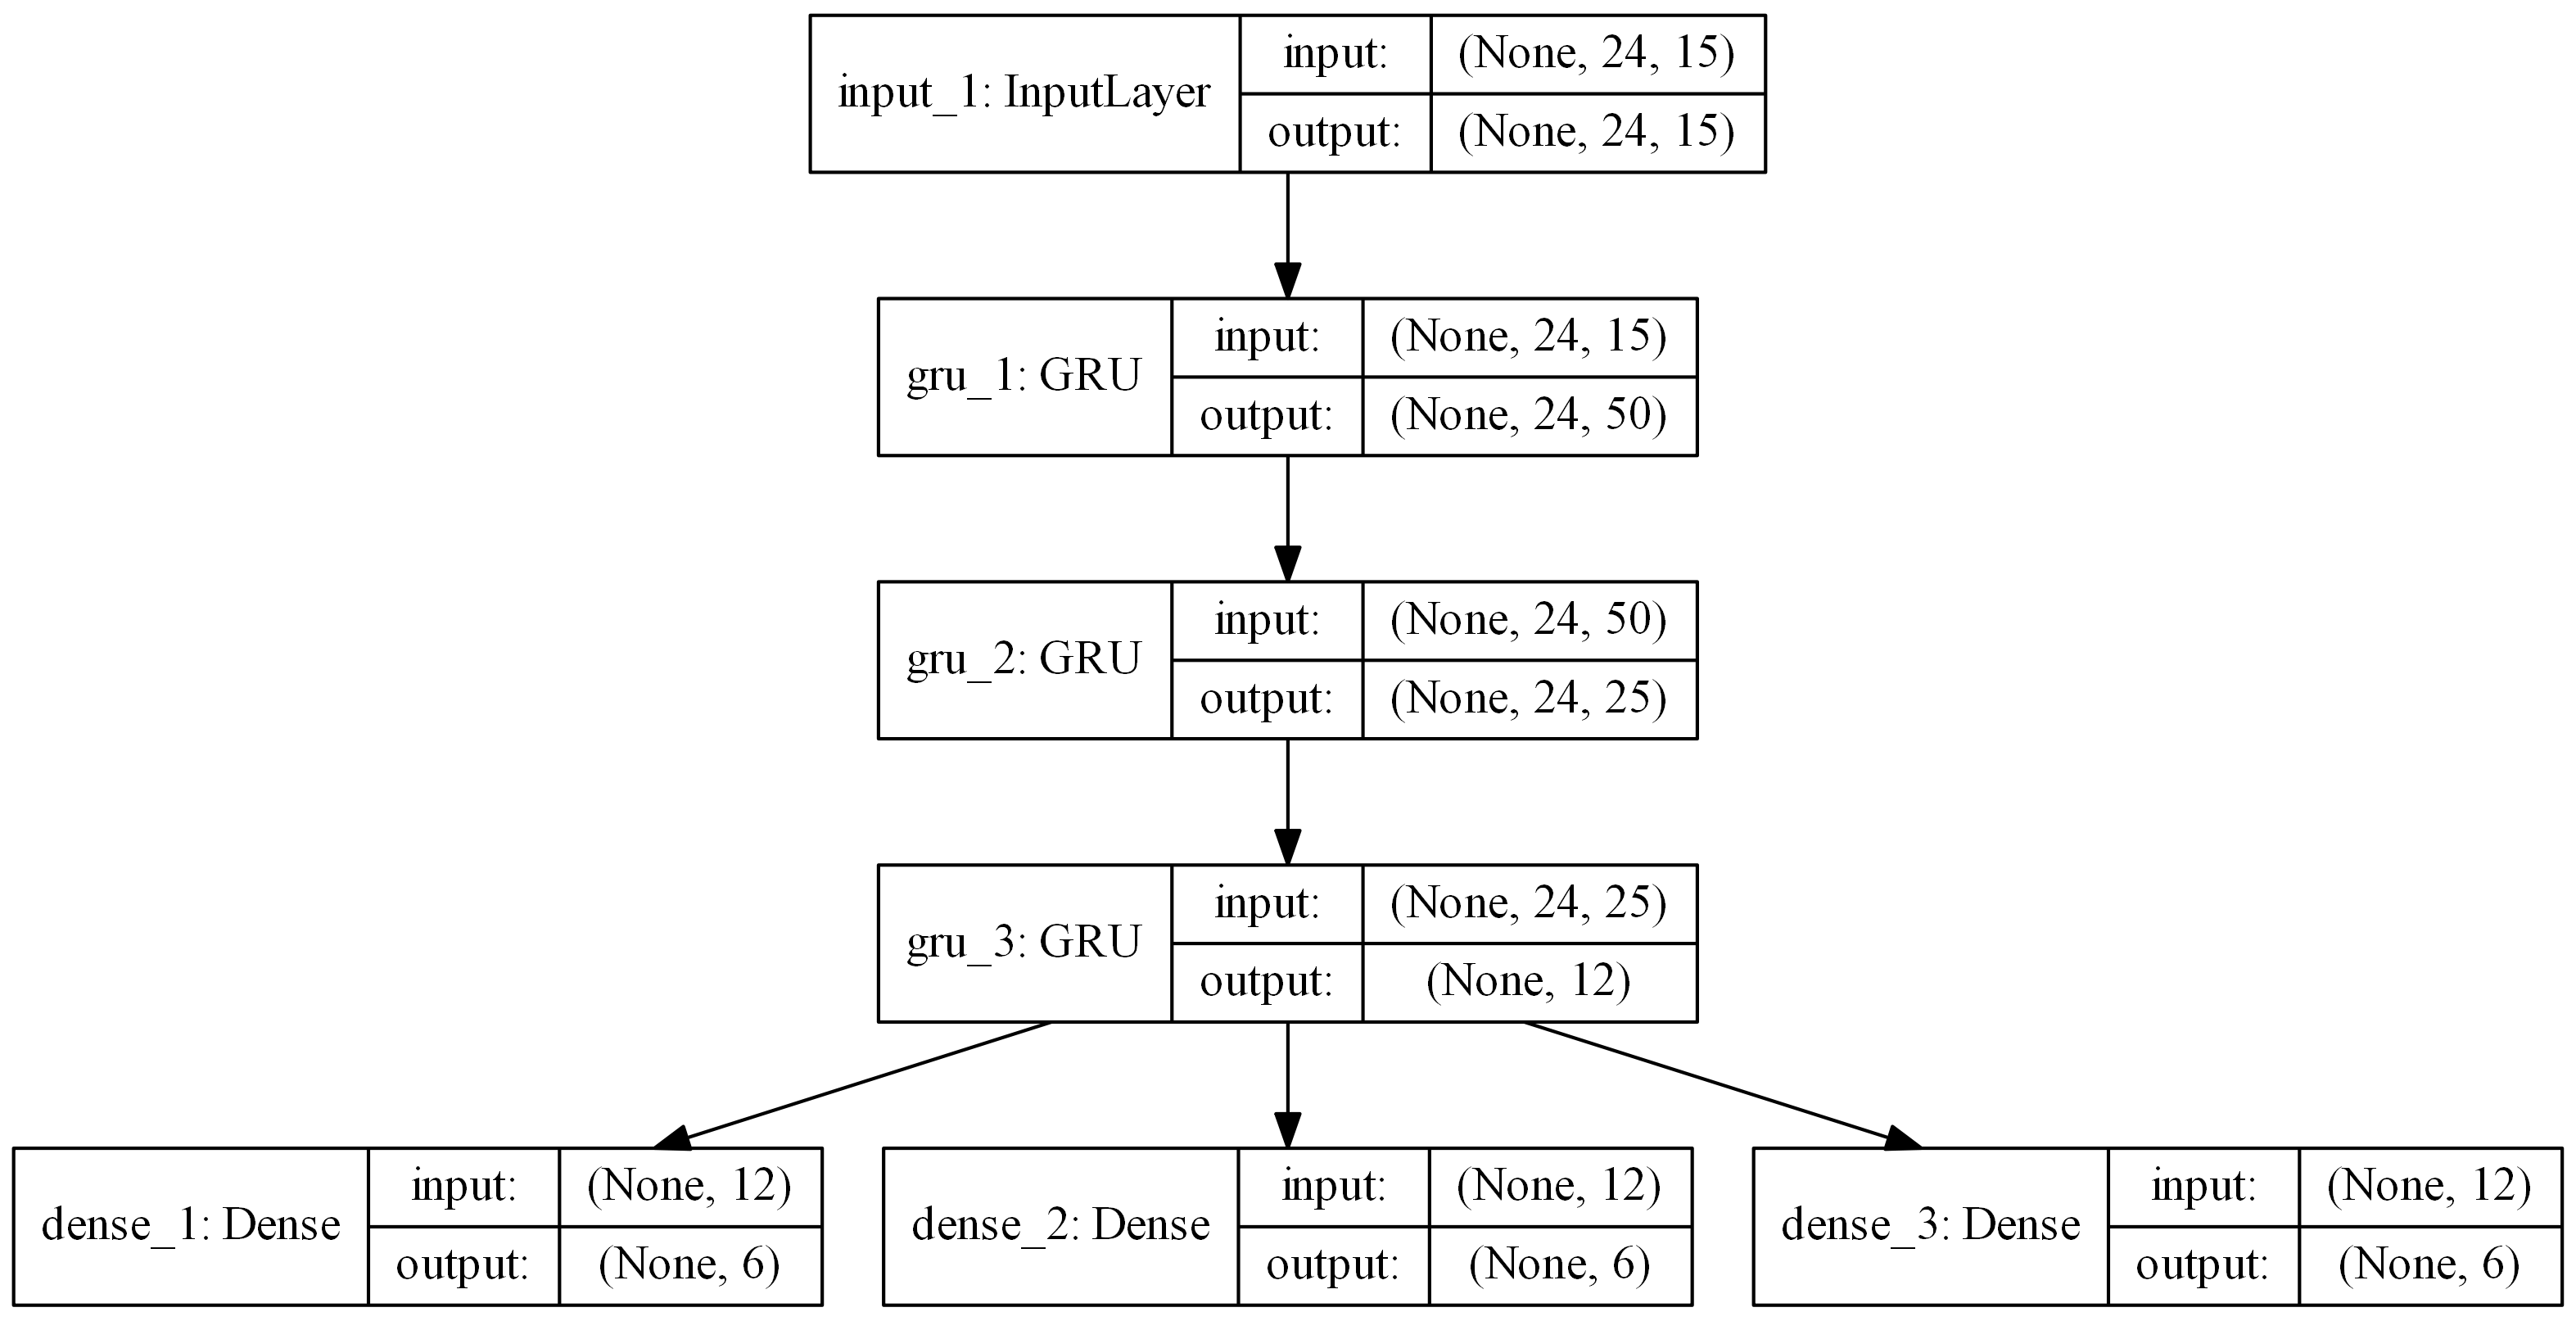 input_1: InputLayer
input: (None, 24, 15)
output: (None, 24, 15)
gru_1: GRU
input: (None, 24, 15)
output: (None, 24, 50)
gru_2: GRU
input: (None, 24, 50)
output: (None, 24, 25)
gru_3: GRU
input: (None, 24, 25)
output: (None, 12)
dense_1: Dense
input: (None, 12)
output: (None, 6)
dense_2: Dense
input: (None, 12)
output: (None, 6)
dense_3: Dense
input: (None, 12)
output: (None, 6)